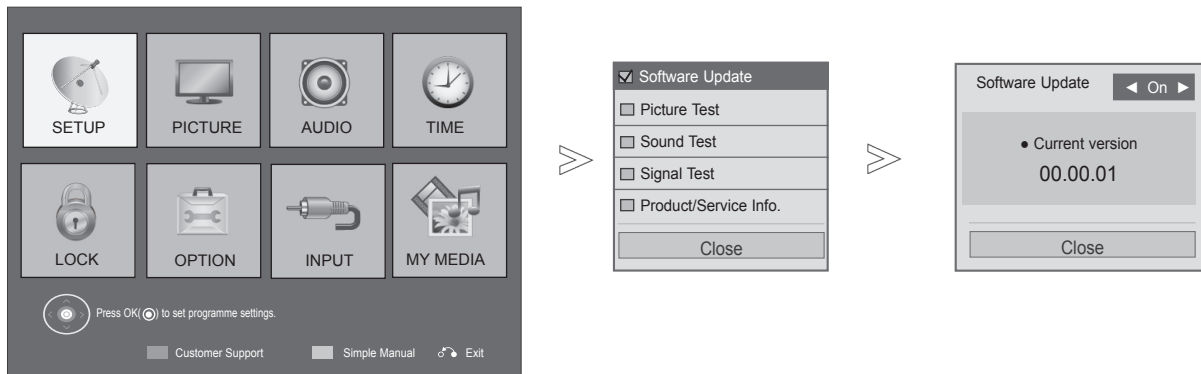 SETUP PICTURE AUDIO TIME
LOCK OPTION INPUT MY MEDIA
Press OK( ) to set programme settings.
Customer Support Simple Manual Exit
Software Update
Picture Test
Sound Test
Signal Test
Product/Service Info.
Close
Software Update ◀ On ▶
• Current version
00.00.01
Close